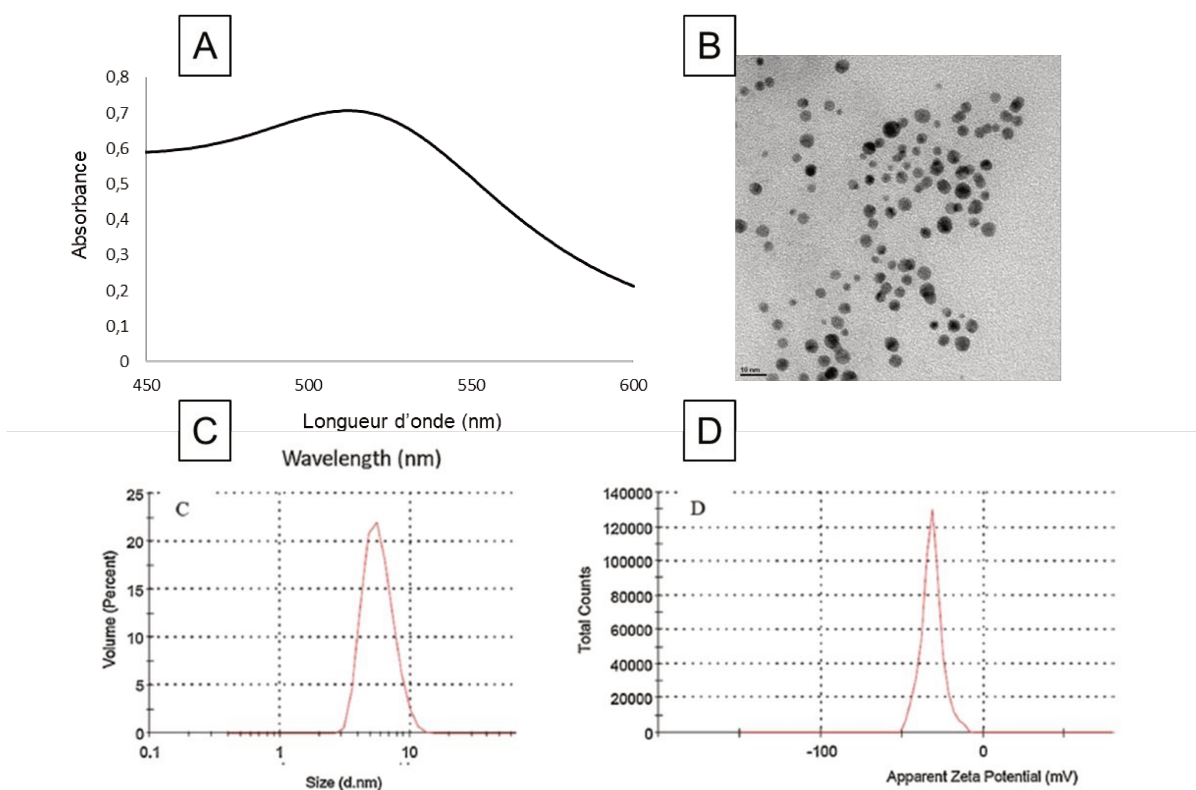 A
0,8
0,7
0,6
0,5
0,4
0,3
0,2
0,1
0
Absorbance
450
500
550
600
Longueur d'onde (nm)
B
10 nm
C
Wavelength (nm)
C
25
20
15
10
5
0
Volume (Percent)
0.1
1
10
Size (d.nm)
D
D
140000
120000
100000
80000
60000
40000
20000
0
Total Counts
-100
0
Apparent Zeta Potential (mV)